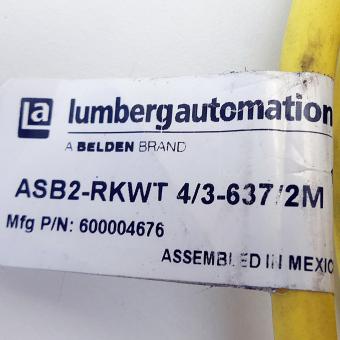 la lumbergautomation
A BELDEN BRAND
ASB2-RKWT 4/3-637/2M
Mfg P/N: 600004676
ASSEMBLED IN MEXICO